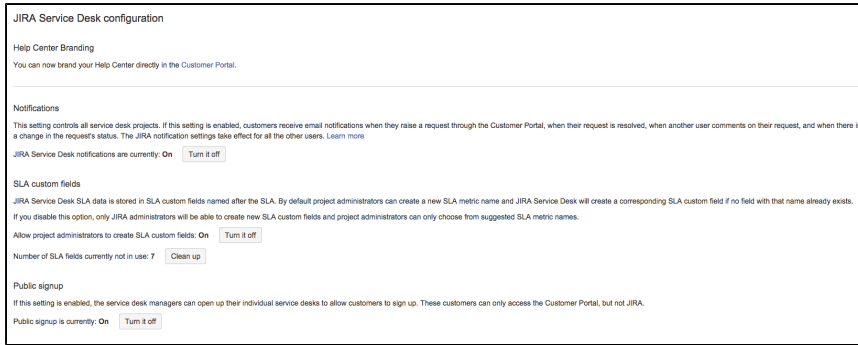 JIRA Service Desk configuration
Help Center Branding
You can now brand your Help Center directly in the Customer Portal.
Notifications
This setting controls all service desk projects. If this setting is enabled, customers receive email notifications when they raise a request through the Customer Portal, when their request is resolved, when another user comments on their request, and when there i
a change in the request's status. The JIRA notification settings take effect for all the other users. Learn more
JIRA Service Desk notifications are currently: On Turn it off
SLA custom fields
JIRA Service Desk SLA data is stored in SLA custom fields named after the SLA. By default project administrators can create a new SLA metric name and JIRA Service Desk will create a corresponding SLA custom field if no field with that name already exists.
If you disable this option, only JIRA administrators will be able to create new SLA custom fields and project administrators can only choose from suggested SLA metric names.
Allow project administrators to create SLA custom fields: On Turn it off
Number of SLA fields currently not in use: 7 Clean up
Public signup
If this setting is enabled, the service desk managers can open up their individual service desks to allow customers to sign up. These customers can only access the Customer Portal, but not JIRA.
Public signup is currently: On Turn it off